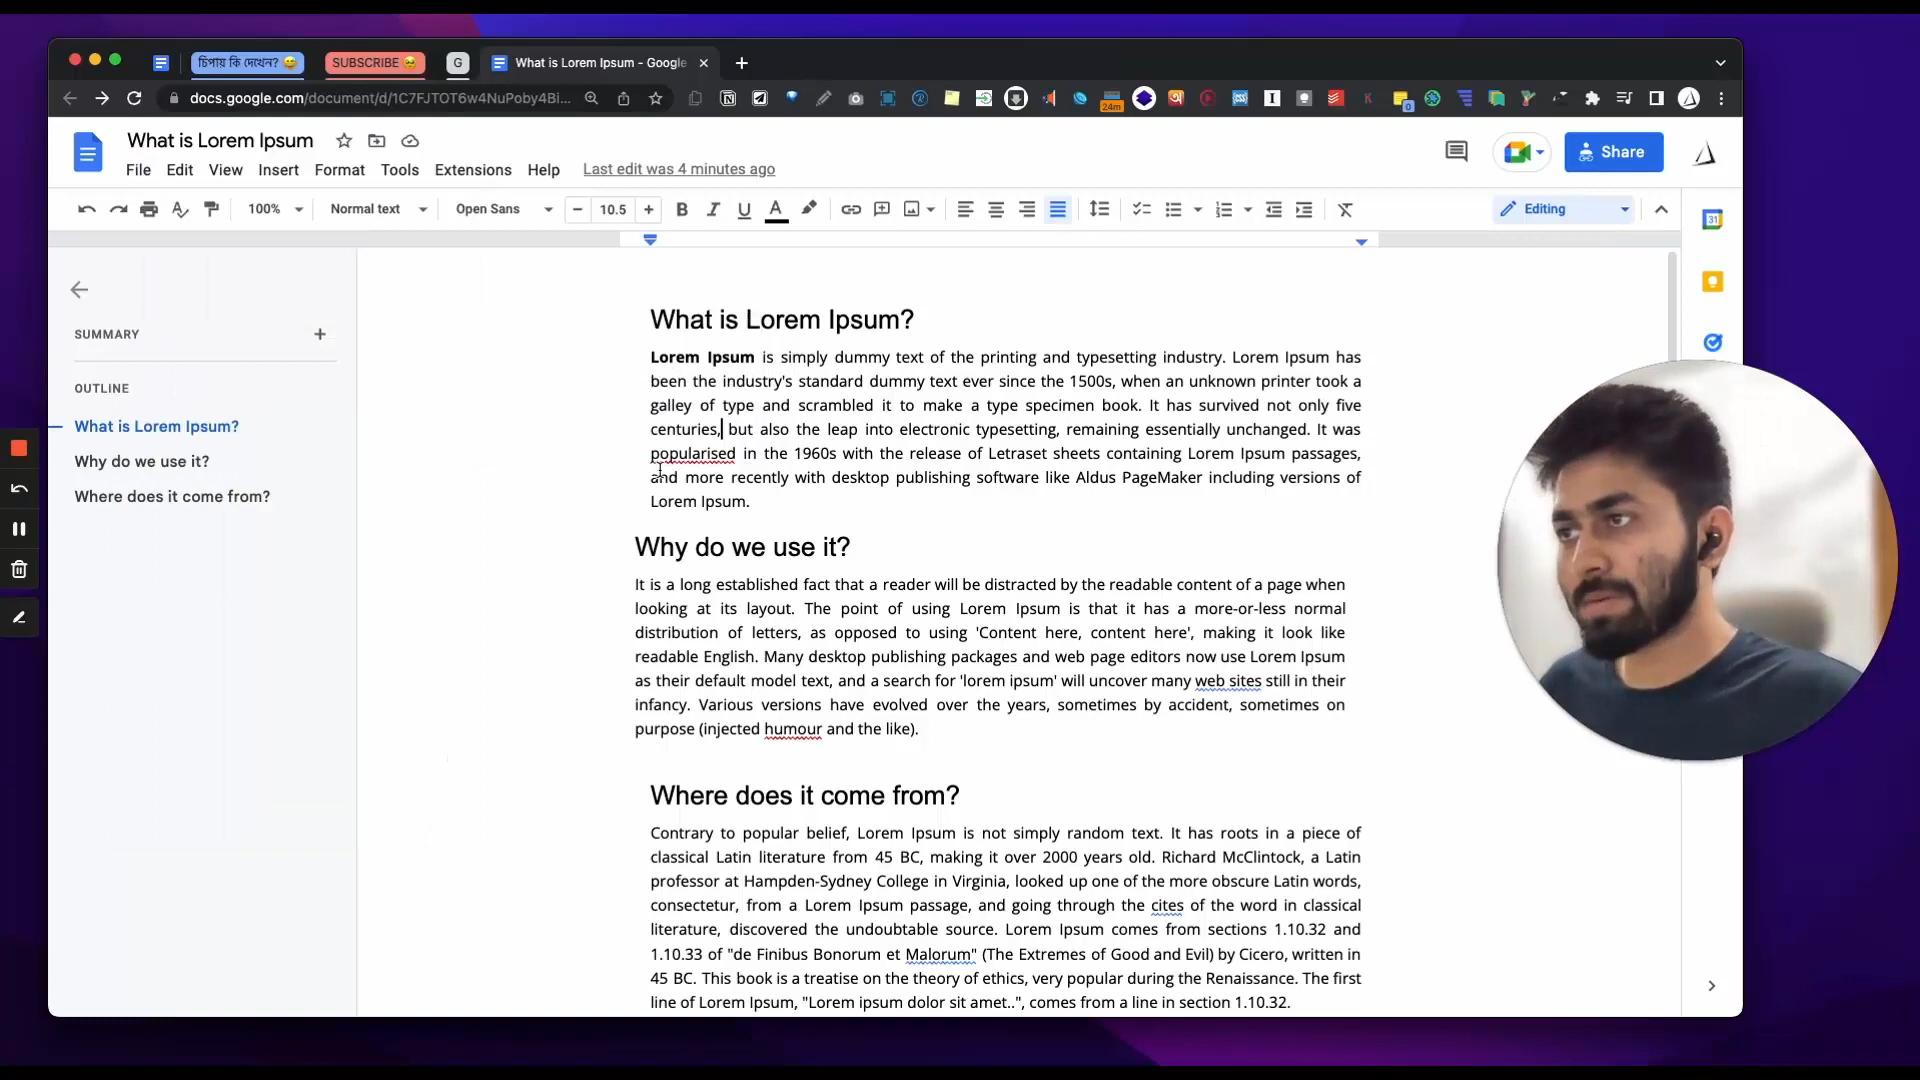 চিপায় কি দেখেন? 😅
SUBSCRIBE 🥺
G
What is Lorem Ipsum - Google
docs.google.com/document/d/1C7FJTOT6w4NuPoby4Bi...
24m
0
What is Lorem Ipsum
File Edit View Insert Format Tools Extensions Help Last edit was 4 minutes ago
Share
100% Normal text Open Sans 10.5 B I U A Editing
31
SUMMARY
OUTLINE
What is Lorem Ipsum?
Why do we use it?
Where does it come from?
What is Lorem Ipsum?
Lorem Ipsum is simply dummy text of the printing and typesetting industry. Lorem Ipsum has
been the industry's standard dummy text ever since the 1500s, when an unknown printer took a
galley of type and scrambled it to make a type specimen book. It has survived not only five
centuries, but also the leap into electronic typesetting, remaining essentially unchanged. It was
popularised in the 1960s with the release of Letraset sheets containing Lorem Ipsum passages,
and more recently with desktop publishing software like Aldus PageMaker including versions of
Lorem Ipsum.
Why do we use it?
It is a long established fact that a reader will be distracted by the readable content of a page when
looking at its layout. The point of using Lorem Ipsum is that it has a more-or-less normal
distribution of letters, as opposed to using 'Content here, content here', making it look like
readable English. Many desktop publishing packages and web page editors now use Lorem Ipsum
as their default model text, and a search for 'lorem ipsum' will uncover many web sites still in their
infancy. Various versions have evolved over the years, sometimes by accident, sometimes on
purpose (injected humour and the like).
Where does it come from?
Contrary to popular belief, Lorem Ipsum is not simply random text. It has roots in a piece of
classical Latin literature from 45 BC, making it over 2000 years old. Richard McClintock, a Latin
professor at Hampden-Sydney College in Virginia, looked up one of the more obscure Latin words,
consectetur, from a Lorem Ipsum passage, and going through the cites of the word in classical
literature, discovered the undoubtable source. Lorem Ipsum comes from sections 1.10.32 and
1.10.33 of "de Finibus Bonorum et Malorum" (The Extremes of Good and Evil) by Cicero, written in
45 BC. This book is a treatise on the theory of ethics, very popular during the Renaissance. The first
line of Lorem Ipsum, "Lorem ipsum dolor sit amet..", comes from a line in section 1.10.32.